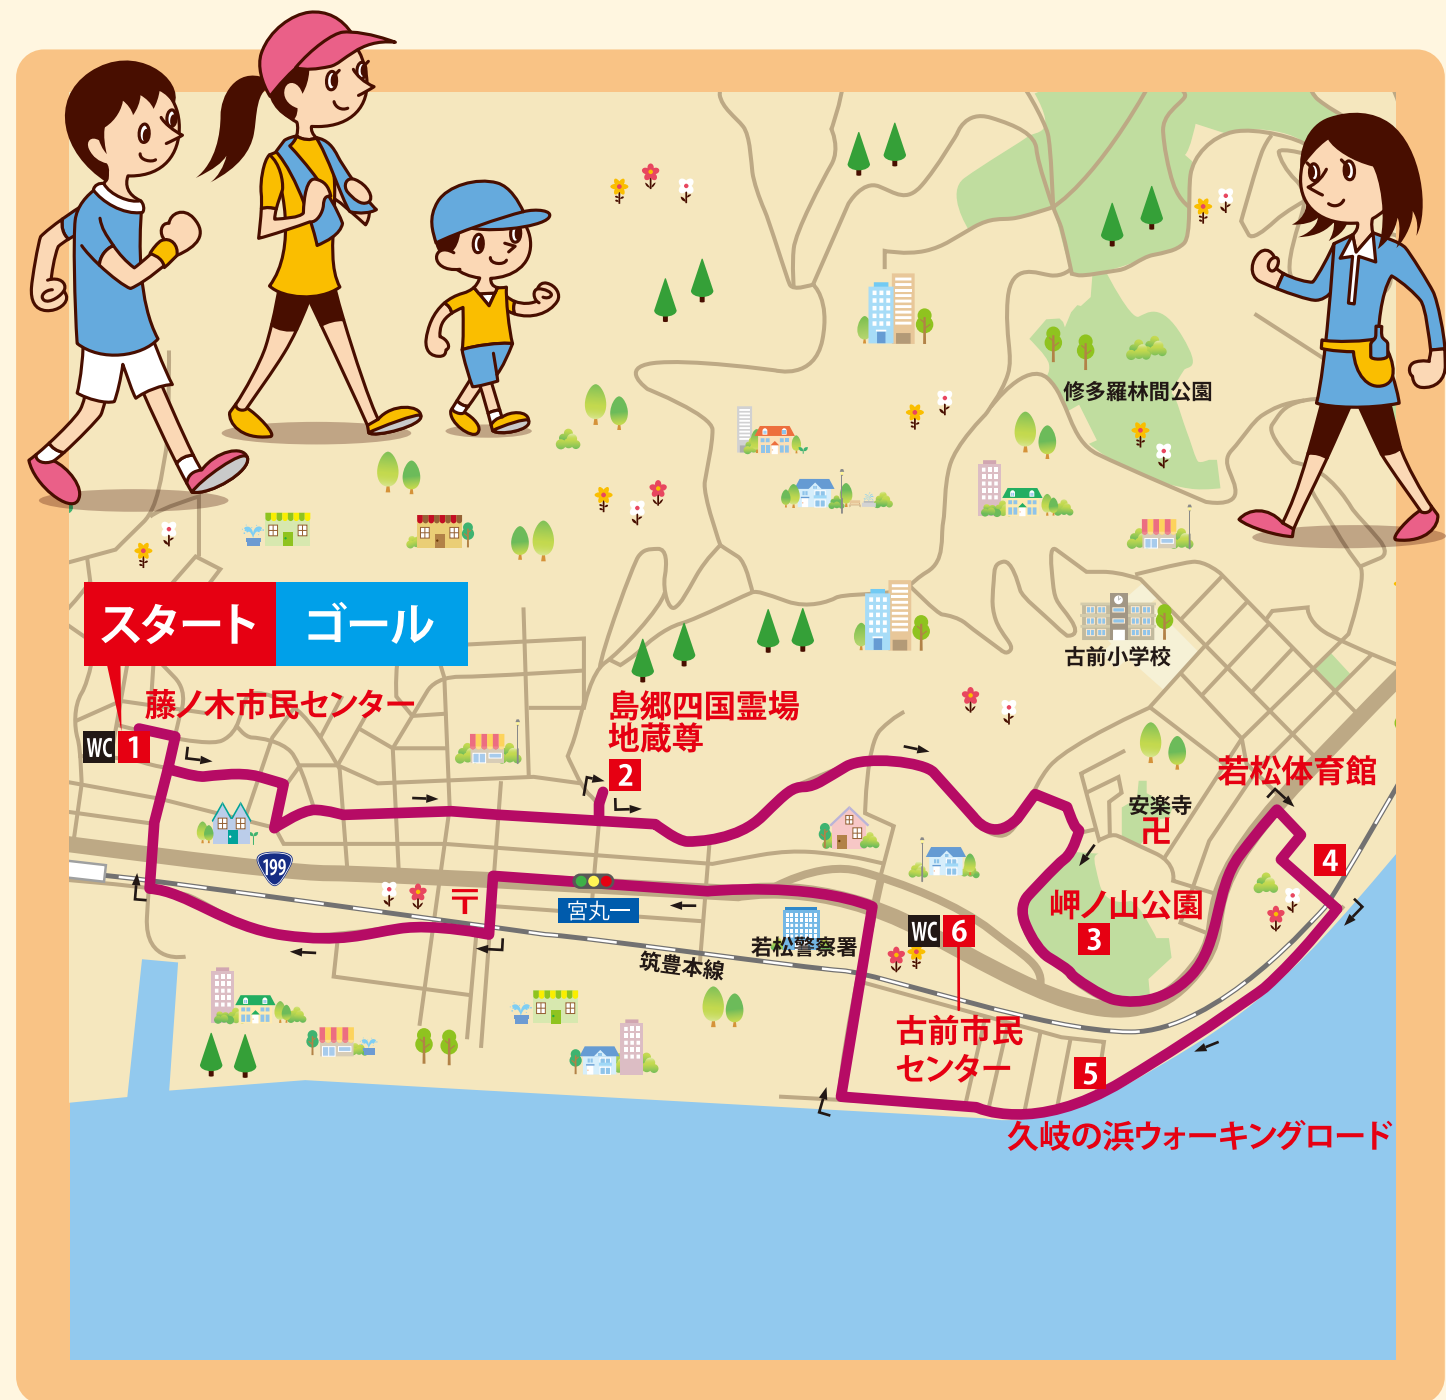 修多羅林間公園
スタート ゴール
古前小学校
藤ノ木市民センター
WC 1
島郷四国霊場
地蔵尊
2
若松体育館
安楽寺
卍
4
199
〒
宮丸一
岬ノ山公園
3
若松警察署
WC 6
筑豊本線
古前市民
センター
5
久岐の浜ウォーキングロード